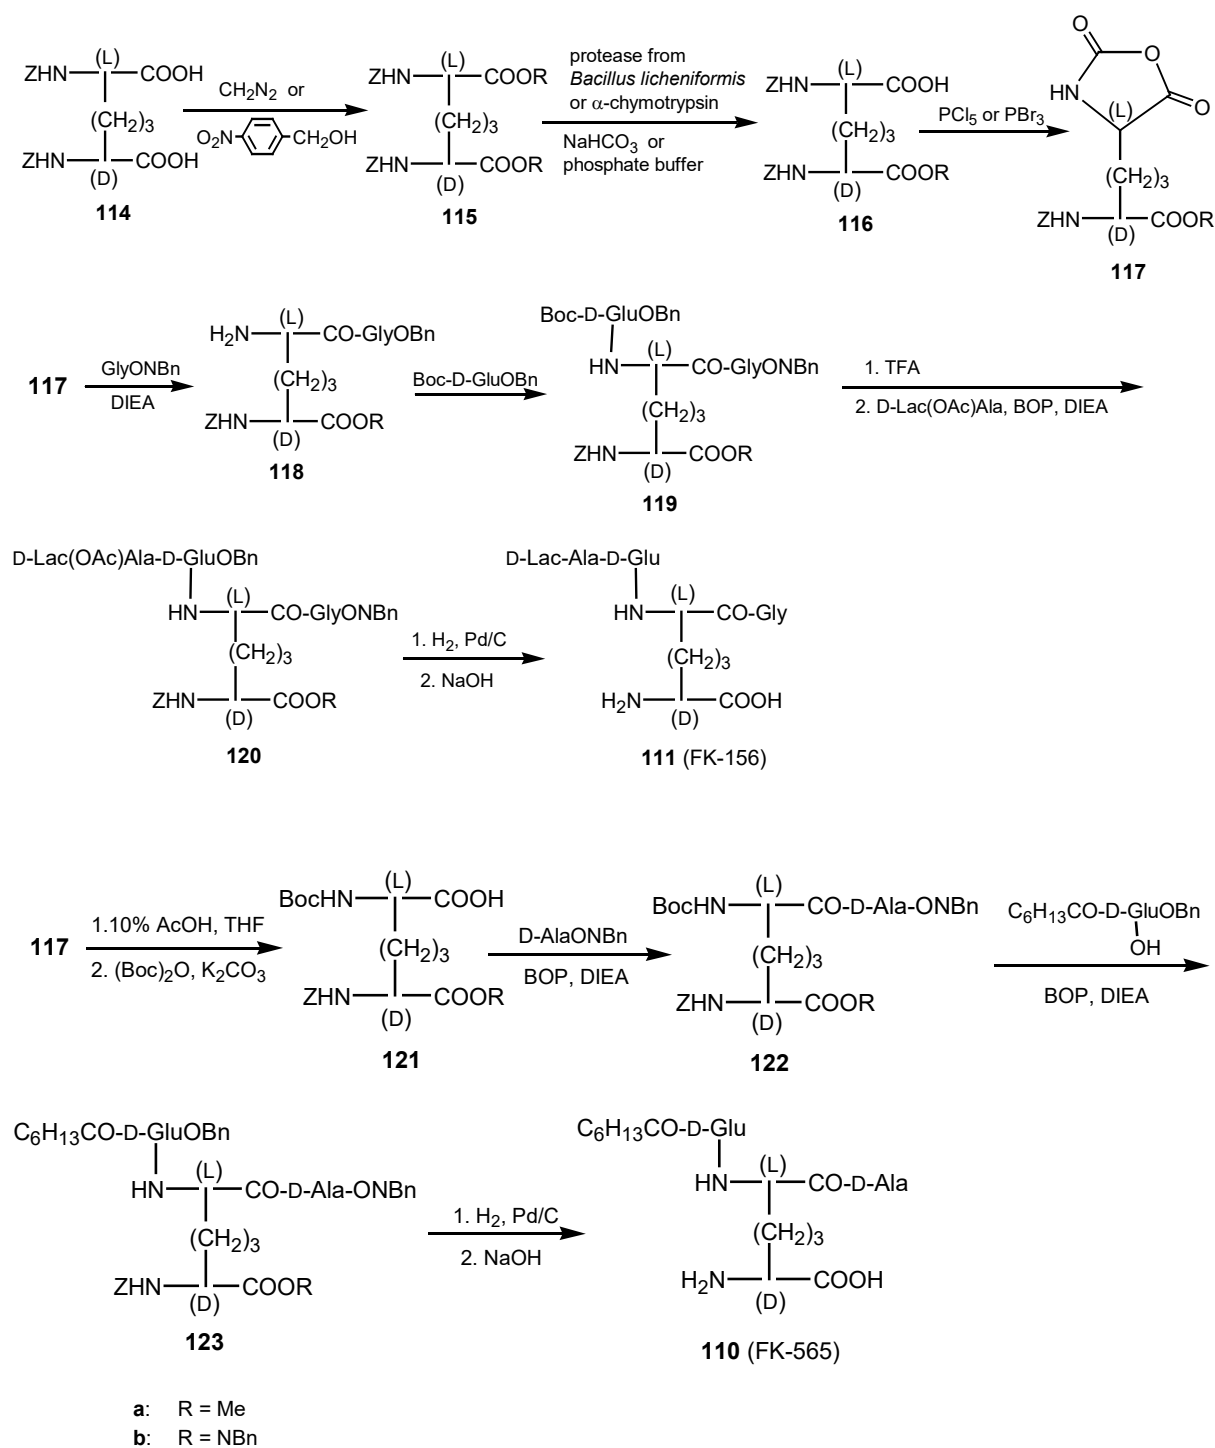 ZHN (L) COOH
(CH2)3
ZHN COOH
(D)
114
CH2N2 or
O2N CH2OH
ZHN (L) COOR
(CH2)3
ZHN COOR
(D)
115
protease from
Bacillus licheniformis
or α-chymotrypsin
NaHCO3 or
phosphate buffer
ZHN (L) COOH
(CH2)3
ZHN COOR
(D)
116
PCl5 or PBr3
O
O
HN O
(L)
(CH2)3
ZHN COOR
(D)
117
117
GlyONBn
DIEA
H2N (L) CO-GlyOBn
(CH2)3
ZHN COOR
(D)
118
Boc-D-GluOBn
Boc-D-GluOBn
HN (L) CO-GlyONBn
(CH2)3
ZHN COOR
(D)
119
1. TFA
2. D-Lac(OAc)Ala, BOP, DIEA
D-Lac(OAc)Ala-D-GluOBn
HN (L) CO-GlyONBn
(CH2)3
ZHN COOR
(D)
120
1. H2, Pd/C
2. NaOH
D-Lac-Ala-D-Glu
HN (L) CO-Gly
(CH2)3
H2N COOH
(D)
111 (FK-156)
117
1.10% AcOH, THF
2. (Boc)2O, K2CO3
BocHN (L) COOH
(CH2)3
ZHN COOR
(D)
121
D-AlaONBn
BOP, DIEA
BocHN (L) CO-D-Ala-ONBn
(CH2)3
ZHN COOR
(D)
122
C6H13CO-D-GluOBn
OH
BOP, DIEA
C6H13CO-D-GluOBn
HN (L) CO-D-Ala-ONBn
(CH2)3
ZHN COOR
(D)
123
1. H2, Pd/C
2. NaOH
C6H13CO-D-Glu
HN (L) CO-D-Ala
(CH2)3
H2N COOH
(D)
110 (FK-565)
a: R = Me
b: R = NBn